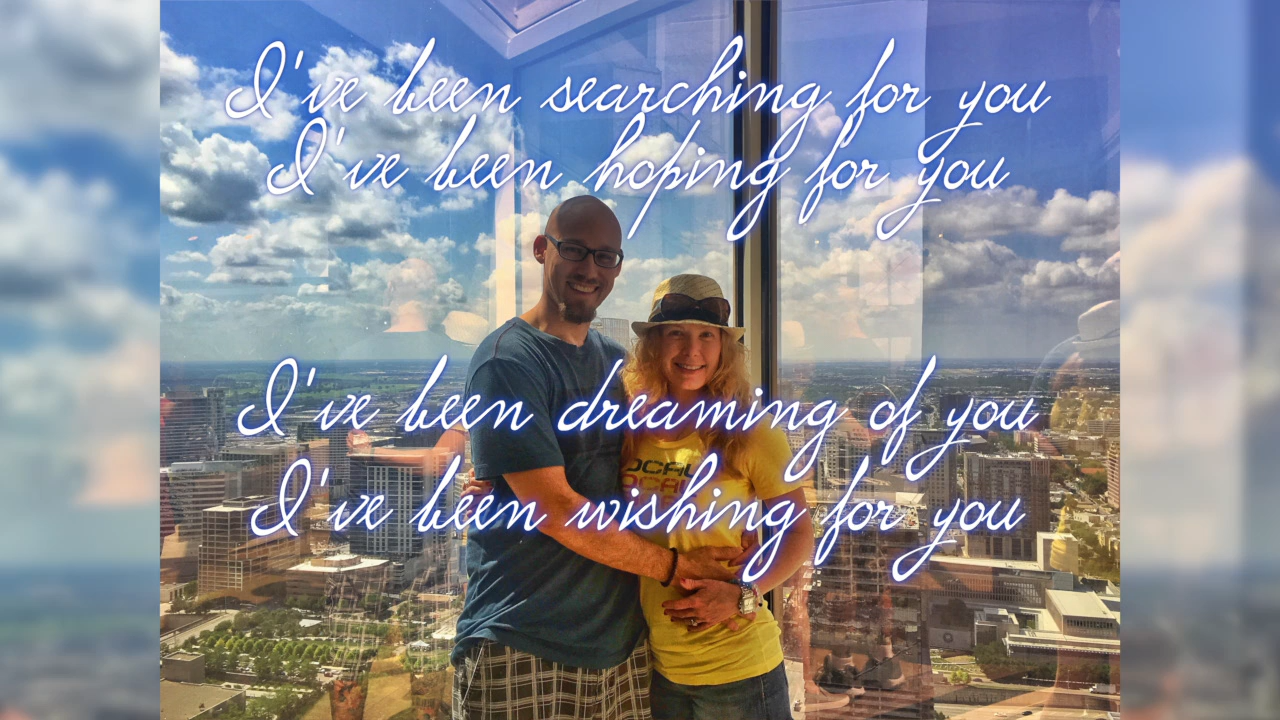 I've been searching for you
I've been hoping for you
I've been dreaming of you
I've been wishing for you